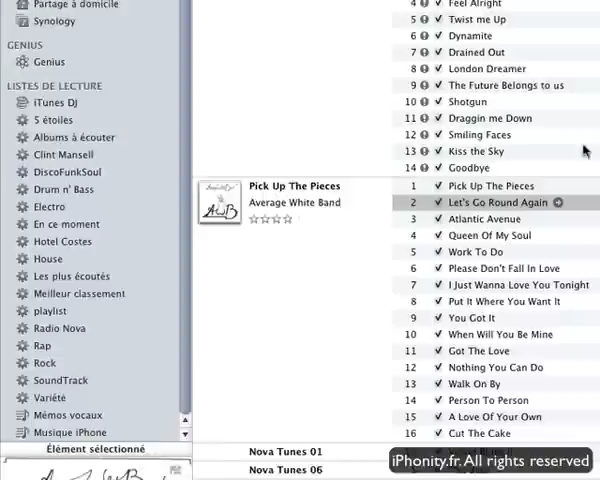 Partage à domicile
Synology
GENIUS
Genius
LISTES DE LECTURE
iTunes DJ
5 étoiles
Albums à écouter
Clint Mansell
DiscoFunkSoul
Drum n' Bass
Electro
En ce moment
Hotel Costes
House
Les plus écoutés
Meilleur classement
playlist
Radio Nova
Rap
Rock
SoundTrack
Variété
Mémos vocaux
Musique iPhone
Élément sélectionné
Pick Up The Pieces
Average White Band
AWB
4 Feel Alright
5 Twist me Up
6 Dynamite
7 Drained Out
8 London Dreamer
9 The Future Belongs to us
10 Shotgun
11 Draggin me Down
12 Smiling Faces
13 Kiss the Sky
14 Goodbye
1 Pick Up The Pieces
2 Let's Go Round Again
3 Atlantic Avenue
4 Queen Of My Soul
5 Work To Do
6 Please Don't Fall In Love
7 I Just Wanna Love You Tonight
8 Put It Where You Want It
9 You Got It
10 When Will You Be Mine
11 Got The Love
12 Nothing You Can Do
13 Walk On By
14 Person To Person
15 A Love Of Your Own
16 Cut The Cake
Nova Tunes 01
Nova Tunes 06
iPhonity.fr. All rights reserved